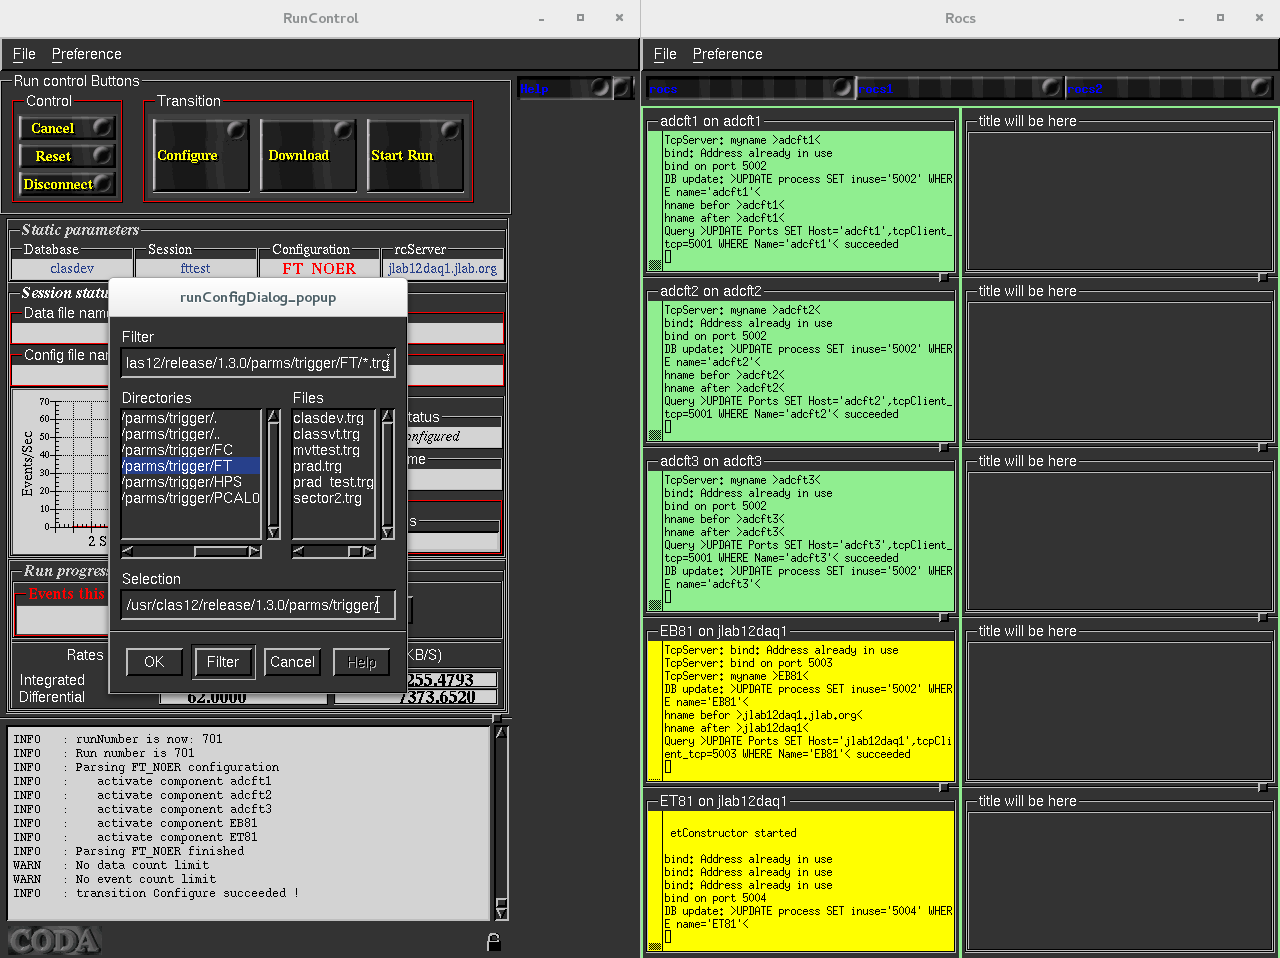 RunControl
File Preference
Run control Buttons
Control
Cancel
Reset
Disconnect
Transition
Configure
Download
Start Run
Help
Static parameters
Database
clasdev
Session
fttest
Configuration
FT_NOER
rcServer
jlab12daq1.jlab.org
Session statu
Data file nam
Config file nam
70
60
50
40
30
20
10
0
Events/Sec
2 S
tatus
onfigured
me
s
Run progres
Events this
Rates
KB/S)
Integrated
255.4793
Differential
62.0000
7373.6520
runConfigDialog_popup
Filter
las12/release/1.3.0/parms/trigger/FT/*.trg
Directories
/parms/trigger/.
/parms/trigger/..
/parms/trigger/FC
/parms/trigger/FT
/parms/trigger/HPS
/parms/trigger/PCAL0
Files
clasdev.trg
classvt.trg
mvttest.trg
prad.trg
prad_test.trg
sector2.trg
Selection
/usr/clas12/release/1.3.0/parms/trigger/
OK
Filter
Cancel
Help
INFO : runNumber is now: 701
INFO : Run number is 701
INFO : Parsing FT_NOER configuration
INFO : activate component adcft1
INFO : activate component adcft2
INFO : activate component adcft3
INFO : activate component EB81
INFO : activate component ET81
INFO : Parsing FT_NOER finished
WARN : No data count limit
WARN : No event count limit
INFO : transition Configure succeeded !
CODA
Rocs
File Preference
rocs
rocs1
rocs2
adcft1 on adcft1
TcpServer: myname >adcft1<
bind: Address already in use
bind on port 5002
DB update: >UPDATE process SET inuse='5002' WHER
E name='adcft1'<
hname befor >adcft1<
hname after >adcft1<
Query >UPDATE Ports SET Host='adcft1',tcpClient_
tcp=5001 WHERE Name='adcft1'< succeeded
title will be here
adcft2 on adcft2
TcpServer: myname >adcft2<
bind: Address already in use
bind on port 5002
DB update: >UPDATE process SET inuse='5002' WHER
E name='adcft2'<
hname befor >adcft2<
hname after >adcft2<
Query >UPDATE Ports SET Host='adcft2',tcpClient_
tcp=5001 WHERE Name='adcft2'< succeeded
title will be here
adcft3 on adcft3
TcpServer: myname >adcft3<
bind: Address already in use
bind on port 5002
hname befor >adcft3<
hname after >adcft3<
Query >UPDATE Ports SET Host='adcft3',tcpClient_
tcp=5001 WHERE Name='adcft3'< succeeded
DB update: >UPDATE process SET inuse='5002' WHER
E name='adcft3'<
title will be here
EB81 on jlab12daq1
TcpServer: bind: Address already in use
TcpServer: bind on port 5003
TcpServer: myname >EB81<
DB update: >UPDATE process SET inuse='5002' WHER
E name='EB81'<
hname befor >jlab12daq1.jlab.org<
hname after >jlab12daq1<
Query >UPDATE Ports SET Host='jlab12daq1',tcpCli
ent_tcp=5003 WHERE Name='EB81'< succeeded
title will be here
ET81 on jlab12daq1
etConstructor started
bind: Address already in use
bind: Address already in use
bind: Address already in use
bind on port 5004
DB update: >UPDATE process SET inuse='5004' WHER
E name='ET81'<
title will be here